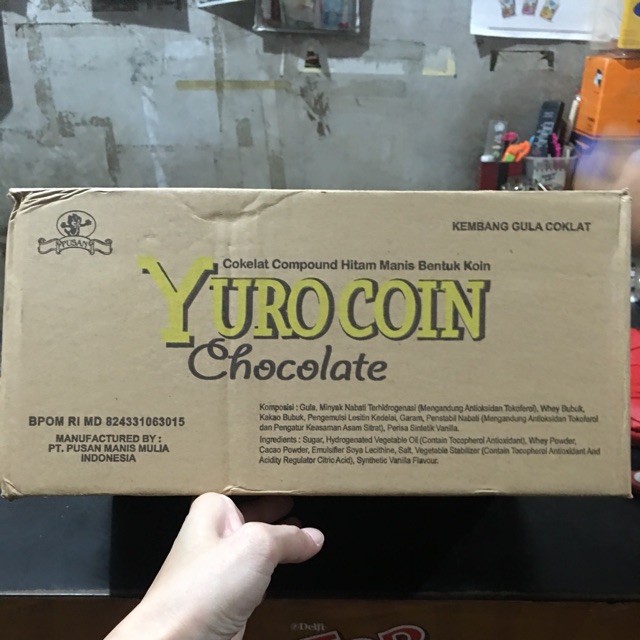 PUSAN
KEMBANG GULA COKLAT
Cokelat Compound Hitam Manis Bentuk Koin
YURO COIN
Chocolate
BPOM RI MD 824331063015
MANUFACTURED BY :
PT. PUSAN MANIS MULIA
INDONESIA
Komposisi : Gula, Minyak Nabati Terhidrogenasi (Mengandung Antioksidan Tokoferol), Whey Bubuk,
Kakao Bubuk, Pengemulsi Lesitin Kedelai, Garam, Penstabil Nabati (Mengandung Antioksidan Tokoferol
dan Pengatur Keasaman Asam Sitrat), Perisa Sintetik Vanila.
Ingredients : Sugar, Hydrogenated Vegetable Oil (Contain Tocopherol Antioxidant), Whey Powder,
Cacao Powder, Emulsifier Soya Lecithine, Salt, Vegetable Stabilizer (Contain Tocopherol Antioxidant And
Acidity Regulator Citric Acid), Synthetic Vanilla Flavour.
Delfi